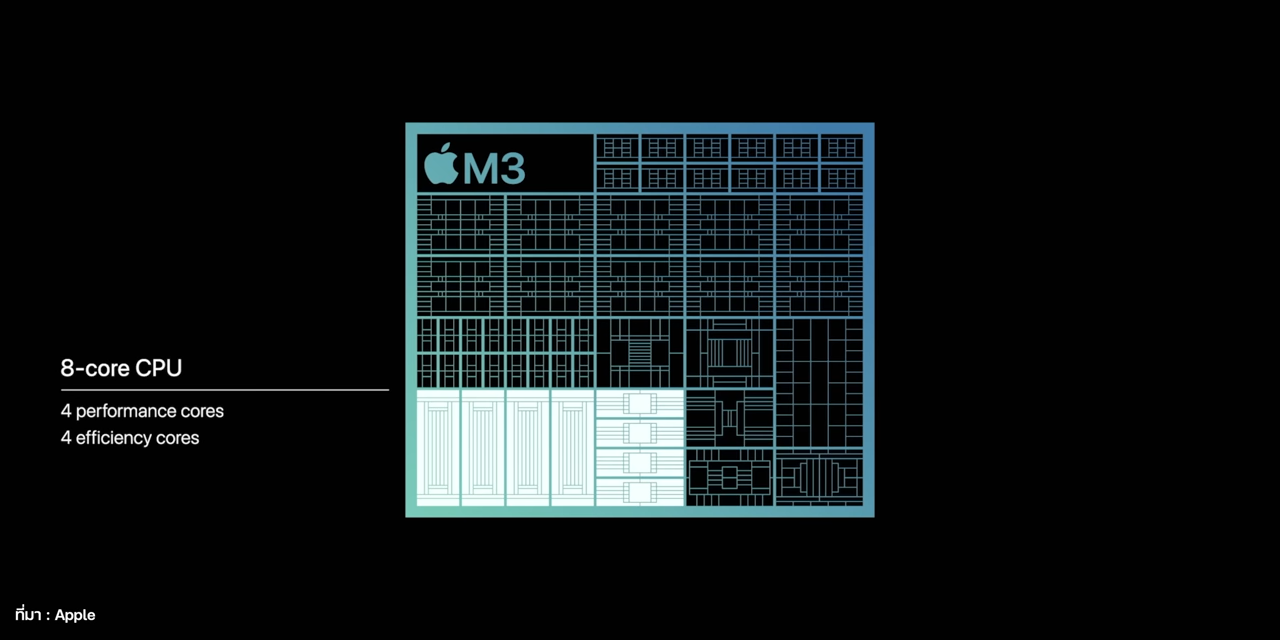 M3
8-core CPU
4 performance cores
4 efficiency cores
ที่มา : Apple